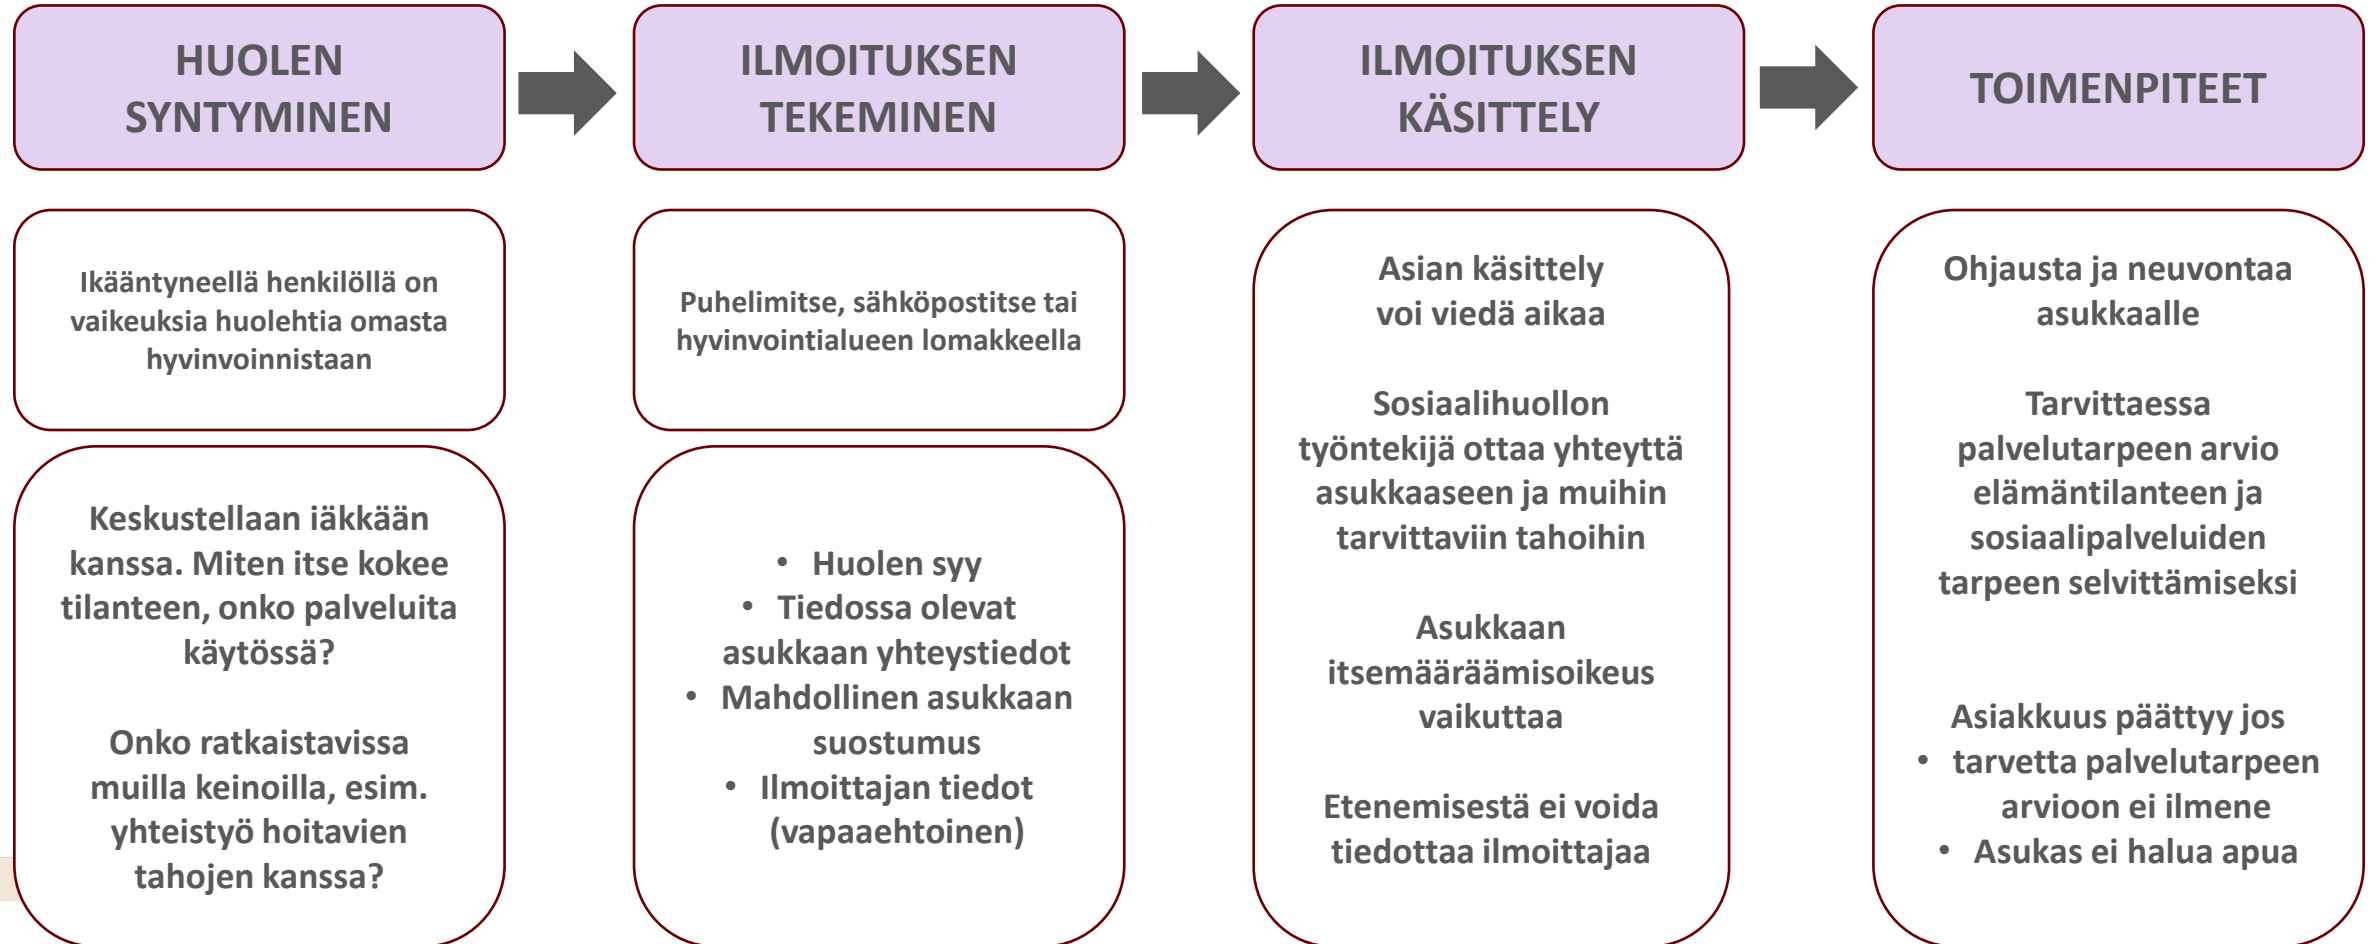 HUOLEN
SYNTYMINEN
ILMOITUKSEN
TEKEMINEN
ILMOITUKSEN
KÄSITTELY
TOIMENPITEET
Ikääntyneellä henkilöllä on
vaikeuksia huolehtia omasta
hyvinvoinnistaan
Keskustellaan iäkkään
kanssa. Miten itse kokee
tilanteen, onko palveluita
käytössä?
Onko ratkaistavissa
muilla keinoilla, esim.
yhteistyö hoitavien
tahojen kanssa?
Puhelimitse, sähköpostitse tai
hyvinvointialueen lomakkeella
• Huolen syy
• Tiedossa olevat
asukkaan yhteystiedot
• Mahdollinen asukkaan
suostumus
• Ilmoittajan tiedot
(vapaaehtoinen)
Asian käsittely
voi viedä aikaa
Sosiaalihuollon
työntekijä ottaa yhteyttä
asukkaaseen ja muihin
tarvittaviin tahoihin
Asukkaan
itsemääräämisoikeus
vaikuttaa
Etenemisestä ei voida
tiedottaa ilmoittajaa
Ohjausta ja neuvontaa
asukkaalle
Tarvittaessa
palvelutarpeen arvio
elämäntilanteen ja
sosiaalipalveluiden
tarpeen selvittämiseksi
Asiakkuus päättyy jos
• tarvetta palvelutarpeen
arvioon ei ilmene
• Asukas ei halua apua